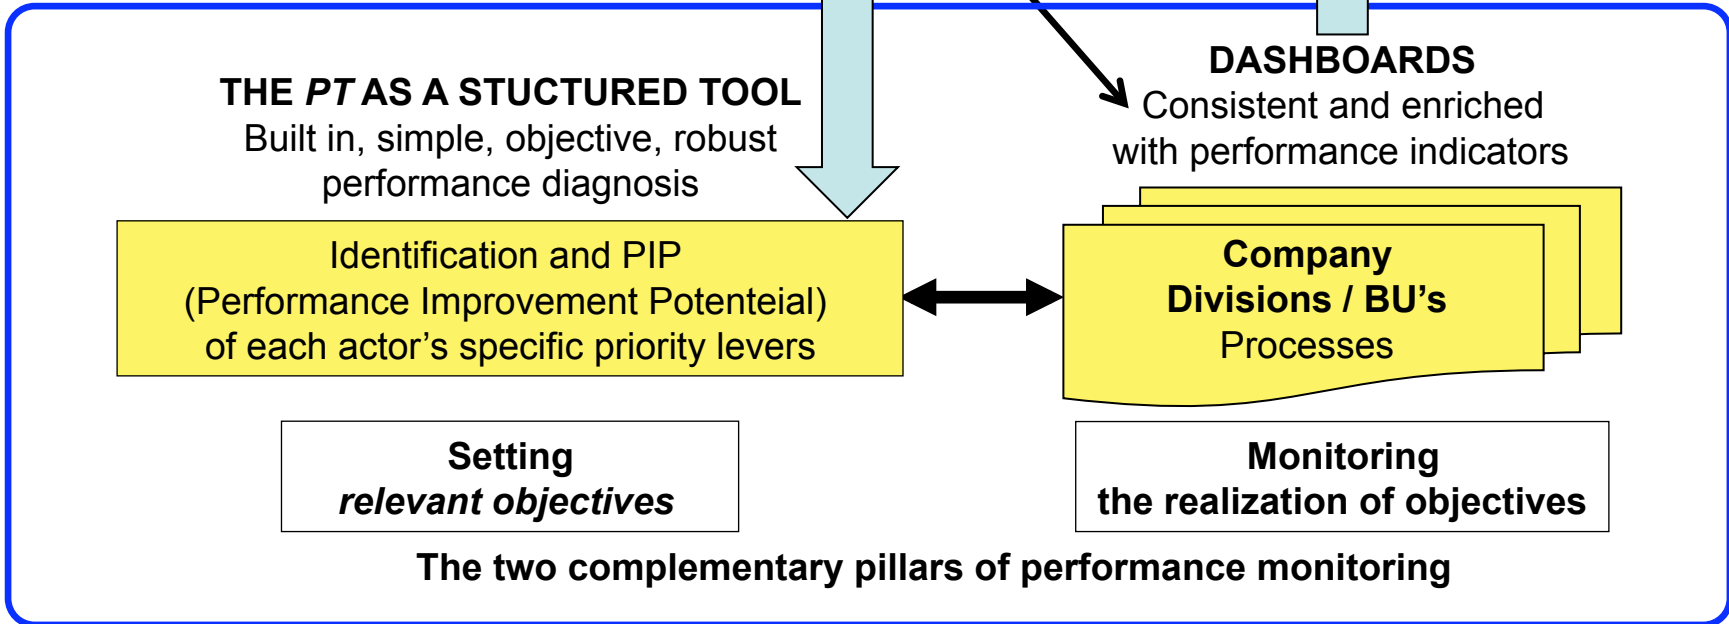 THE PT AS A STUCTURED TOOL
Built in, simple, objective, robust
performance diagnosis
Identification and PIP
(Performance Improvement Potenteial)
of each actor’s specific priority levers
Setting
relevant objectives
DASHBOARDS
Consistent and enriched
with performance indicators
Company
Divisions / BU’s
Processes
Monitoring
the realization of objectives
The two complementary pillars of performance monitoring